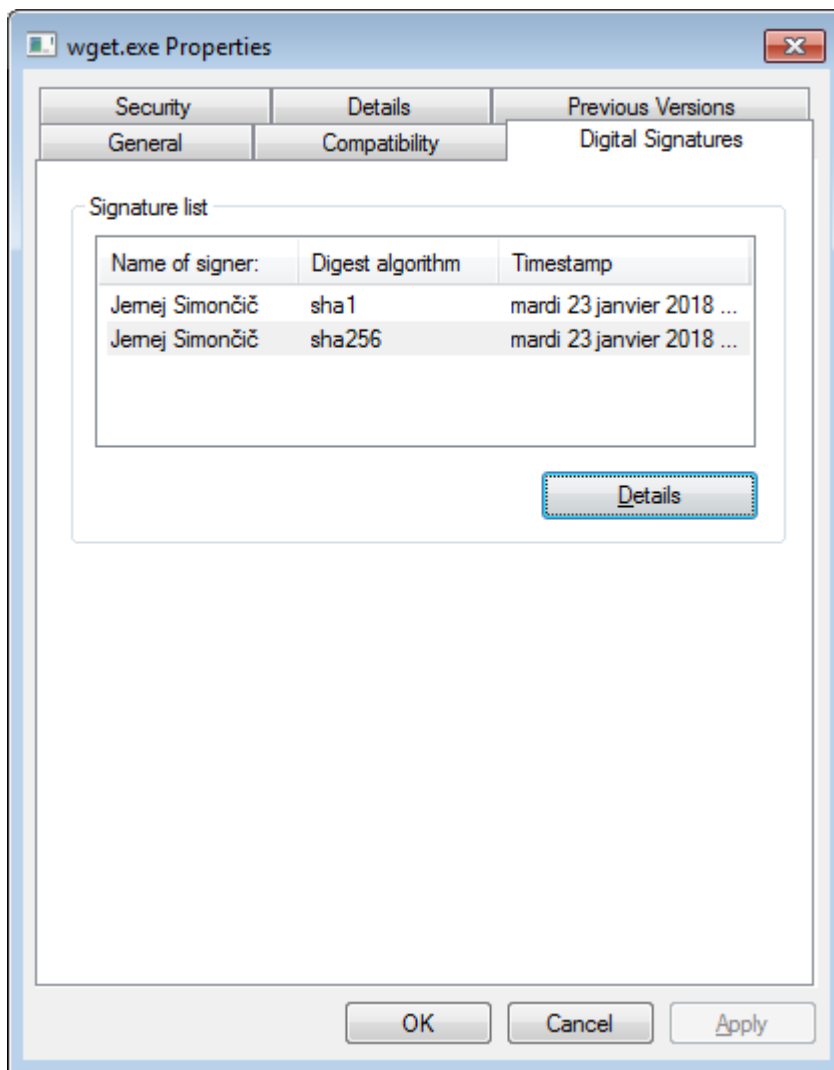 wget.exe Properties
Security Details Previous Versions
General Compatibility Digital Signatures
Signature list
Name of signer: Digest algorithm Timestamp
Jernej Simončič sha1 mardi 23 janvier 2018 ...
Jernej Simončič sha256 mardi 23 janvier 2018 ...
Details
OK Cancel Apply